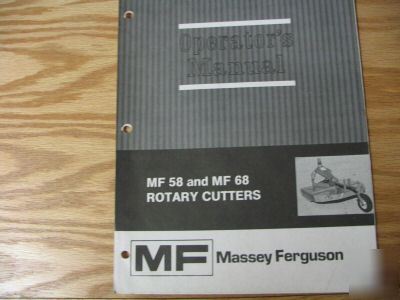 Operator's
Manual
MF 58 and MF 68
ROTARY CUTTERS
MF
Massey Ferguson